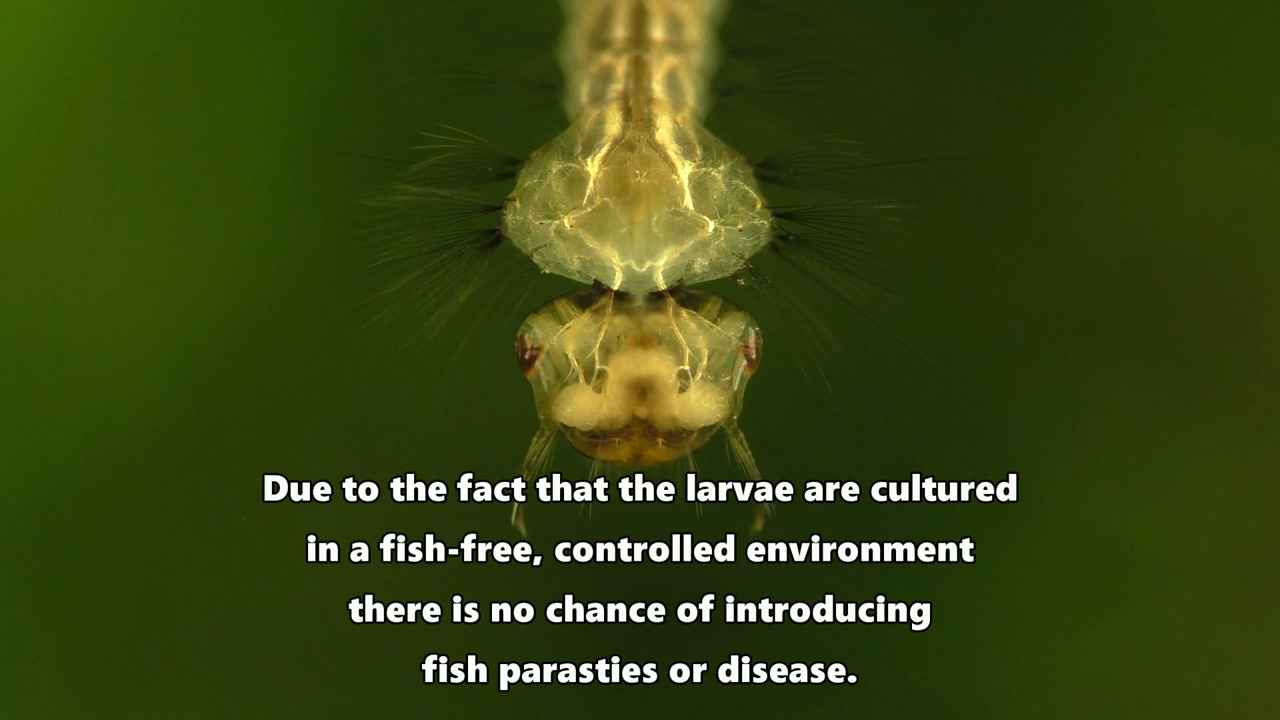 Due to the fact that the larvae are cultured
in a fish-free, controlled environment
there is no chance of introducing
fish parasties or disease.